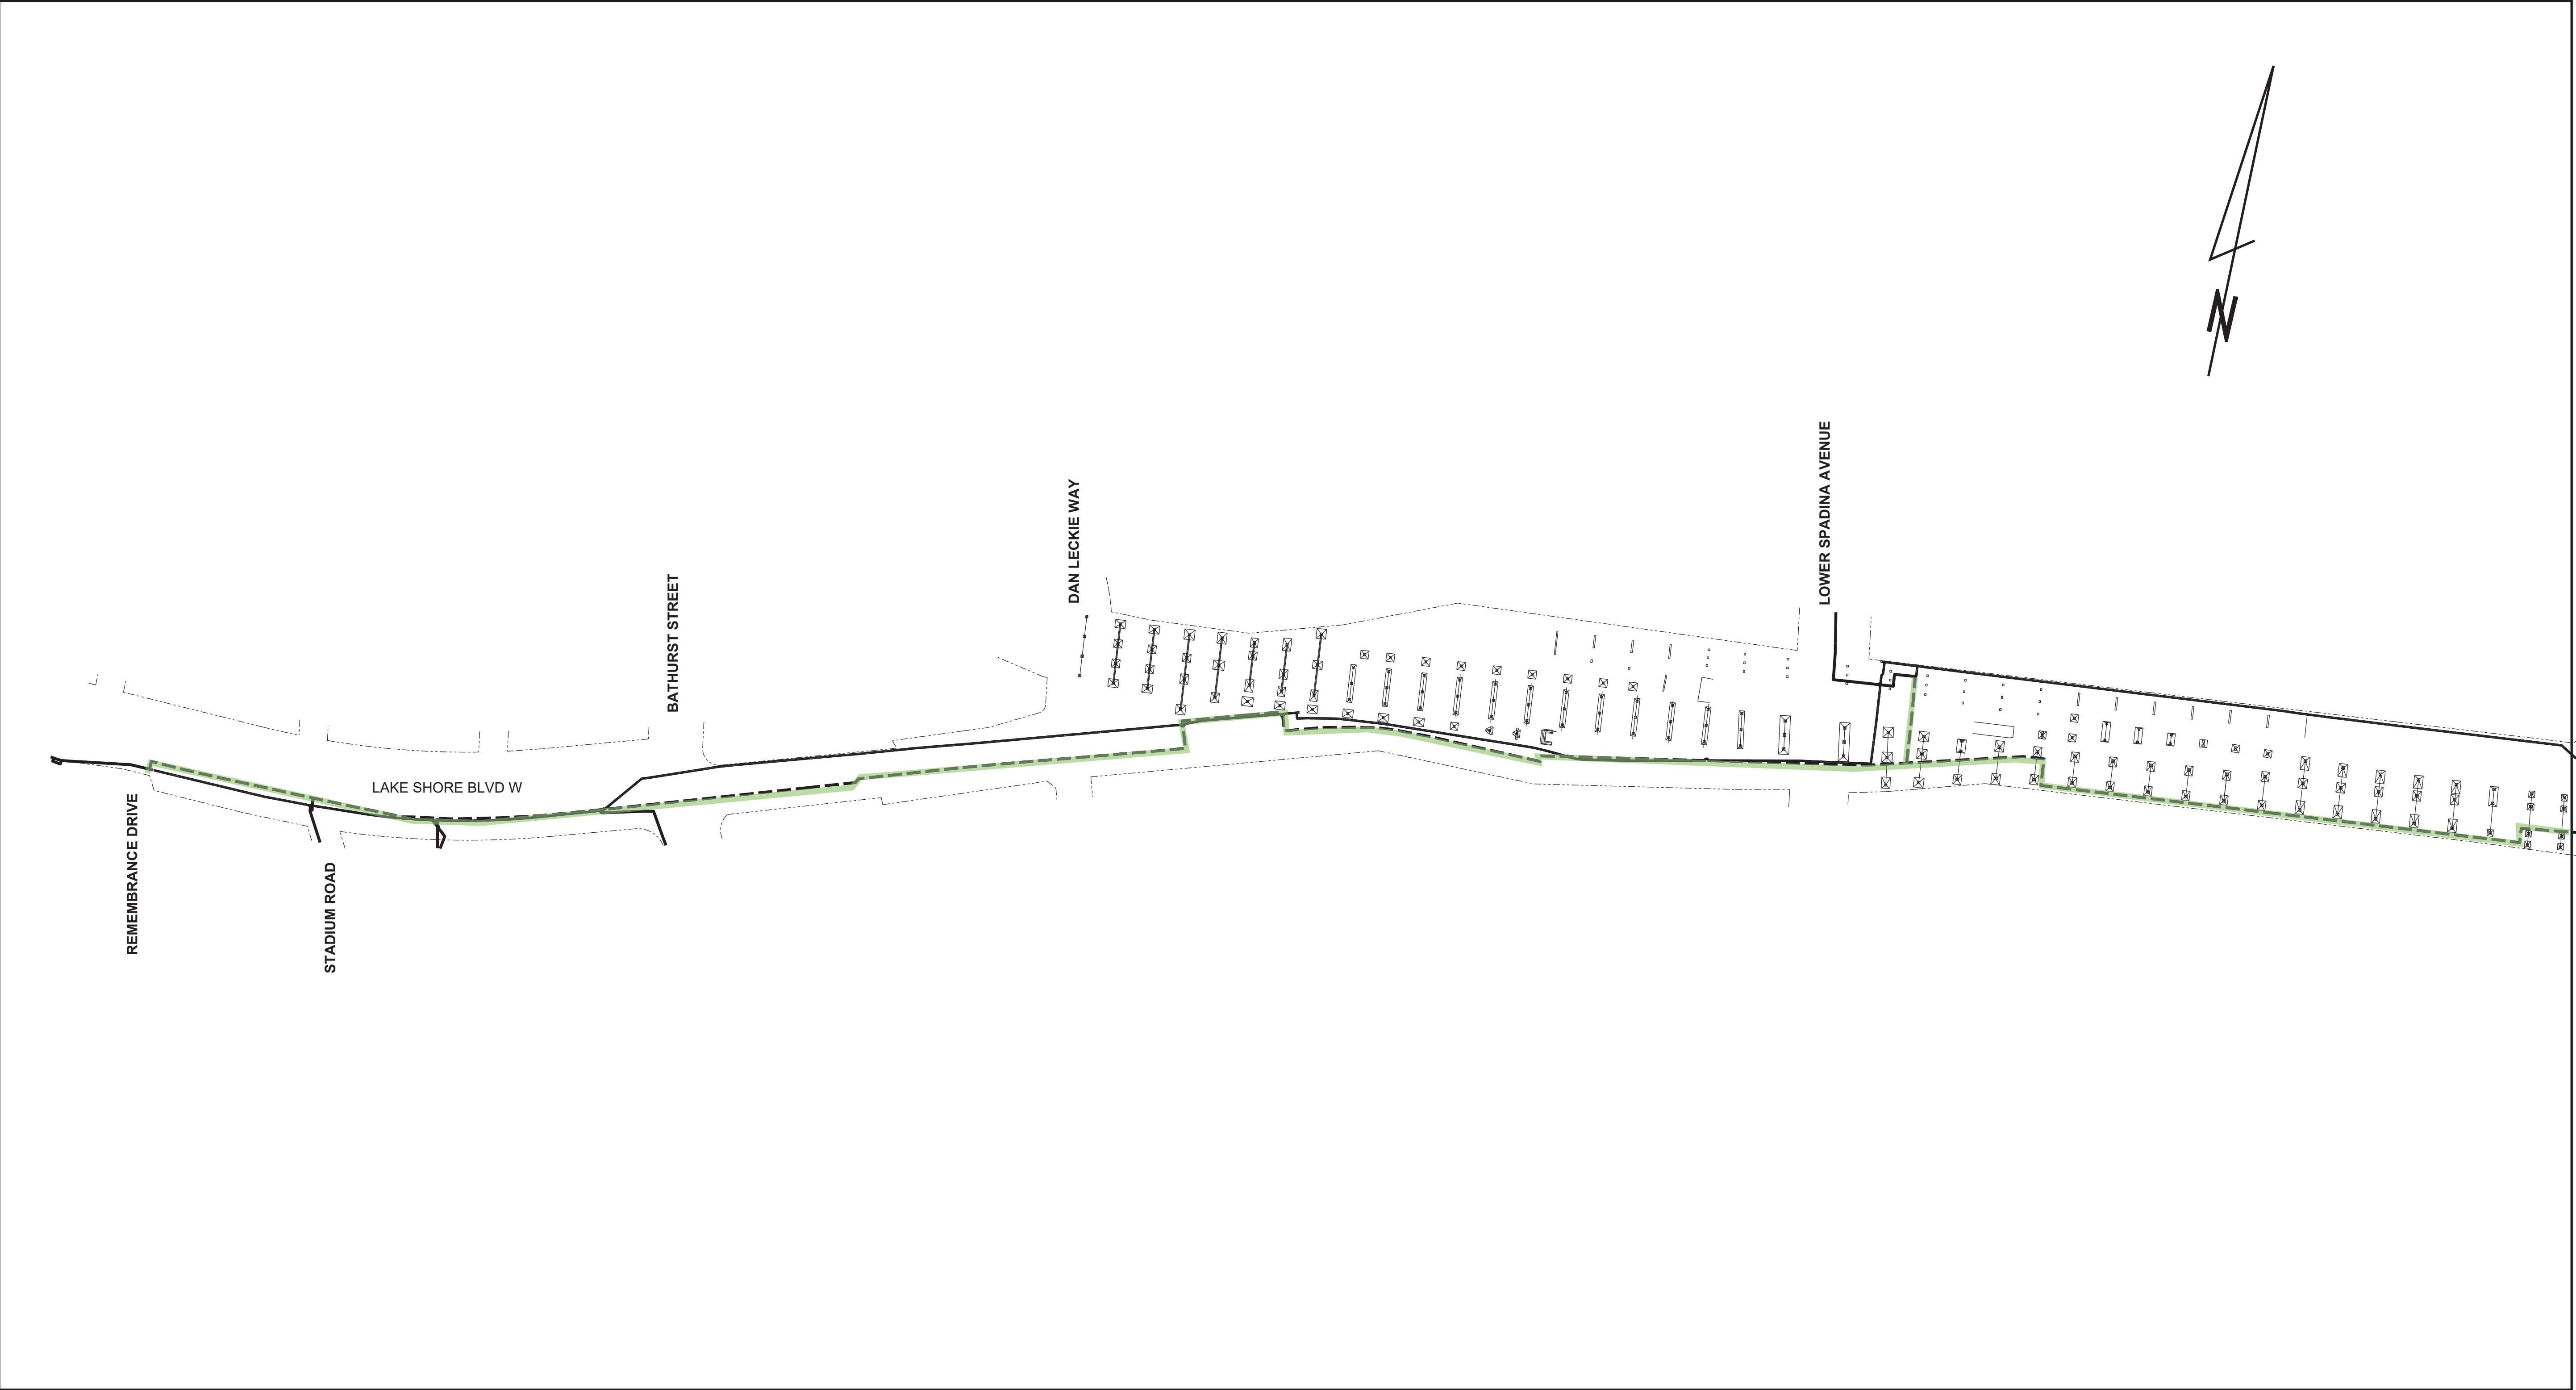 N
LOWER SPADINA AVENUE
DAN LECKIE WAY
BATHURST STREET
LAKE SHORE BLVD W
REMEMBRANCE DRIVE
STADIUM ROAD